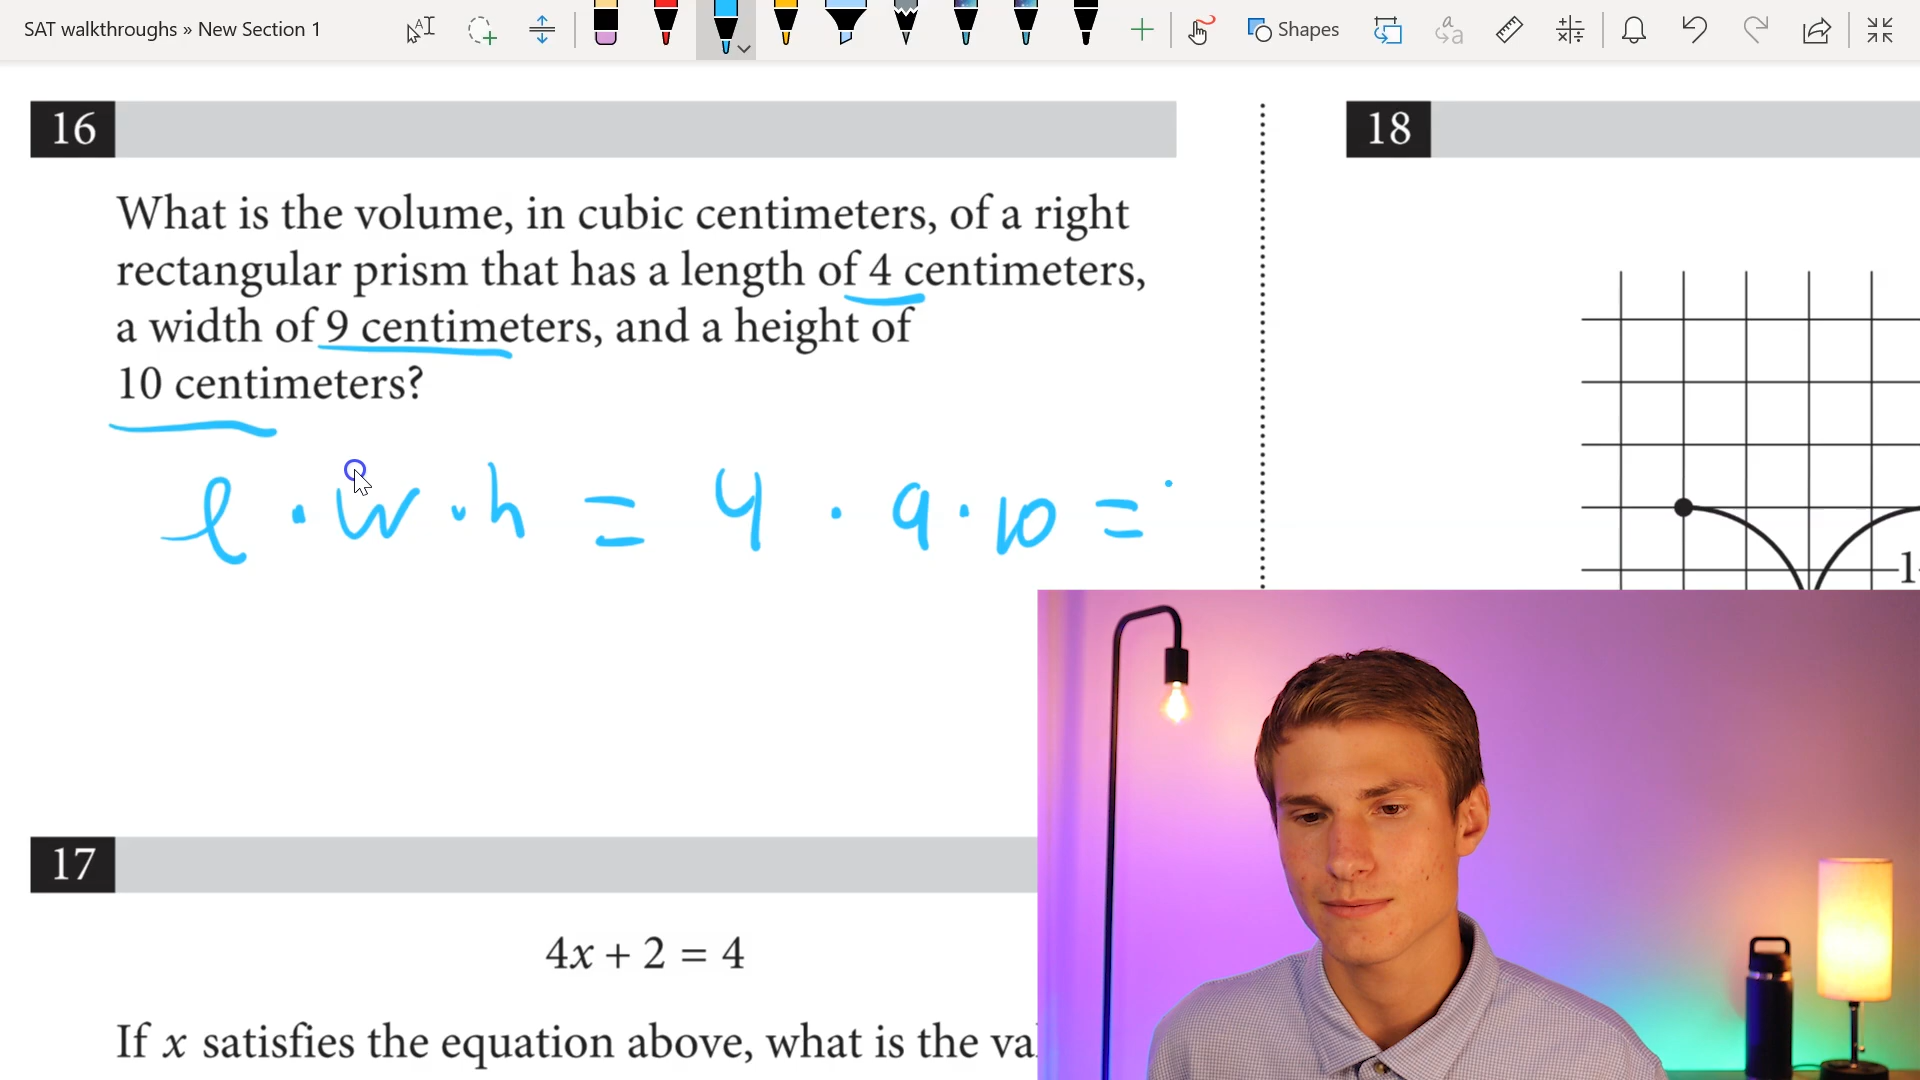 SAT walkthroughs » New Section 1
Shapes
16
What is the volume, in cubic centimeters, of a right
rectangular prism that has a length of 4 centimeters,
a width of 9 centimeters, and a height of
10 centimeters?
l · w · h = 4 · 9 · 10 =
17
4x + 2 = 4
If x satisfies the equation above, what is the va
18
1